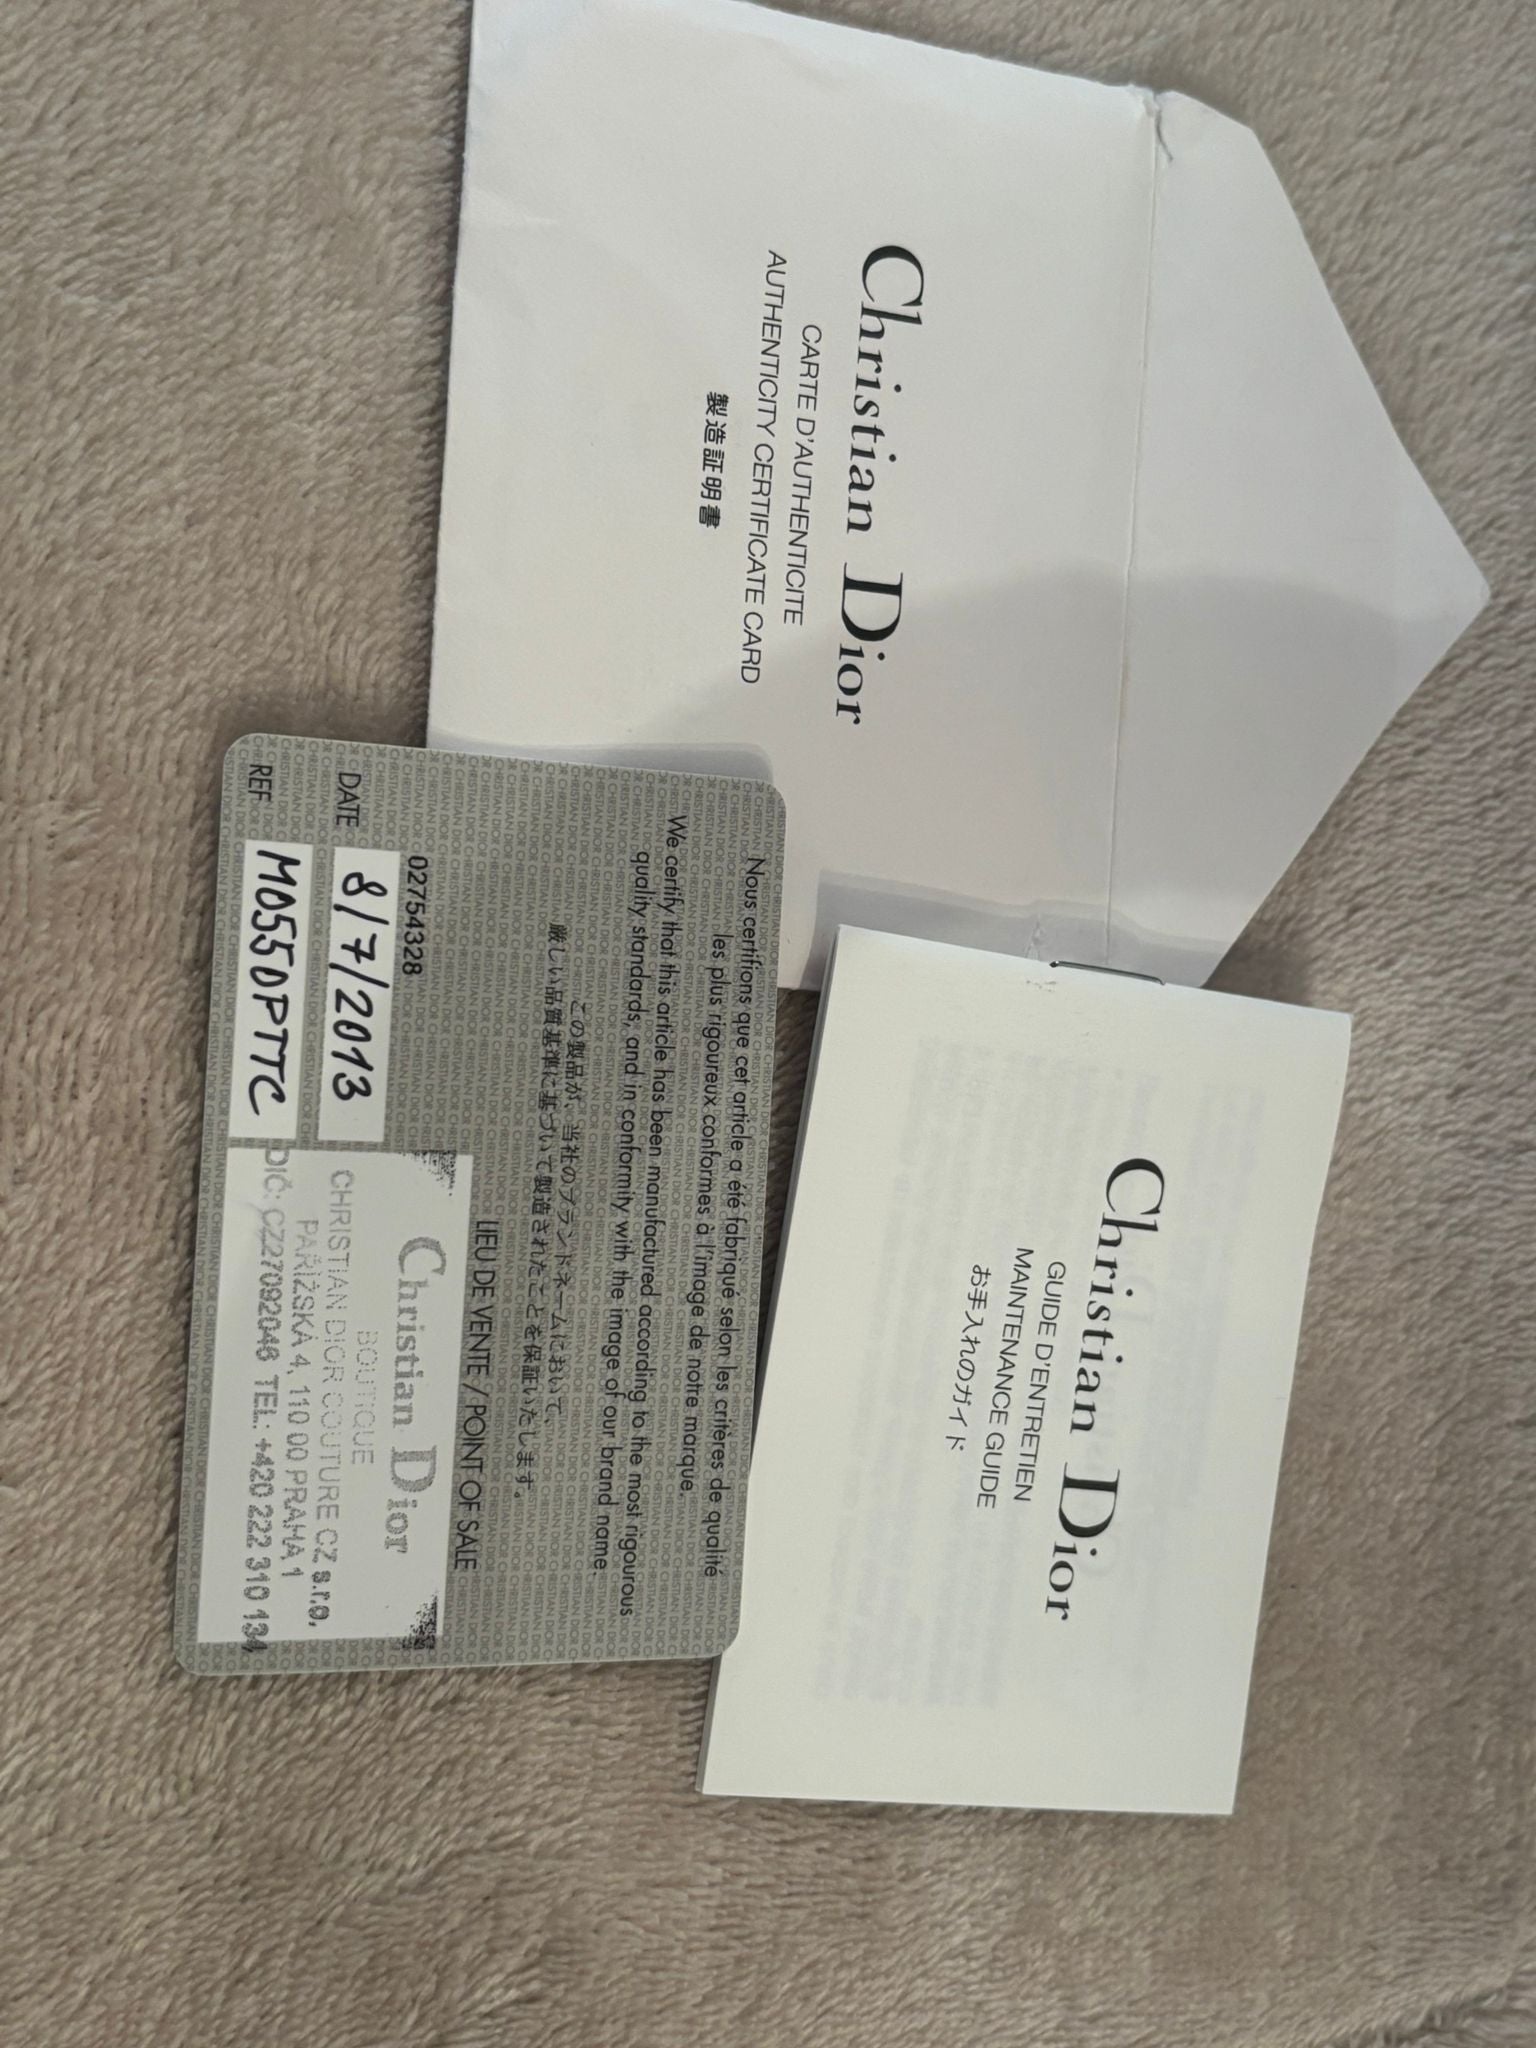 Christian Dior
CARTE D'AUTHENTICITE
AUTHENTICITY CERTIFICATE CARD
製造証明書
Christian Dior
GUIDE D'ENTRETIEN
MAINTENANCE GUIDE
お手入れのガイド
Nous certifions que cet article a été fabriqué, selon les critères de qualité
les plus rigoureux conformes à l'image de notre marque.
We certify that this article has been manufactured according to the most rigourous
quality standards, and in conformity with the image of our brand name.
この製品が、当社のブランドネームにおいて、
厳しい品質基準に基づいて製造されたことを保証いたします。
02754328
LIEU DE VENTE / POINT OF SALE
DATE 8/7/2013
REF. M0550PTTC
Christian Dior
BOUTIQUE
CHRISTIAN DIOR COUTURE CZ s.r.o.
PAŘÍŽSKÁ 4, 110 00 PRAHA 1
DIČ: CZ27092048 TEL: +420 222 310 134